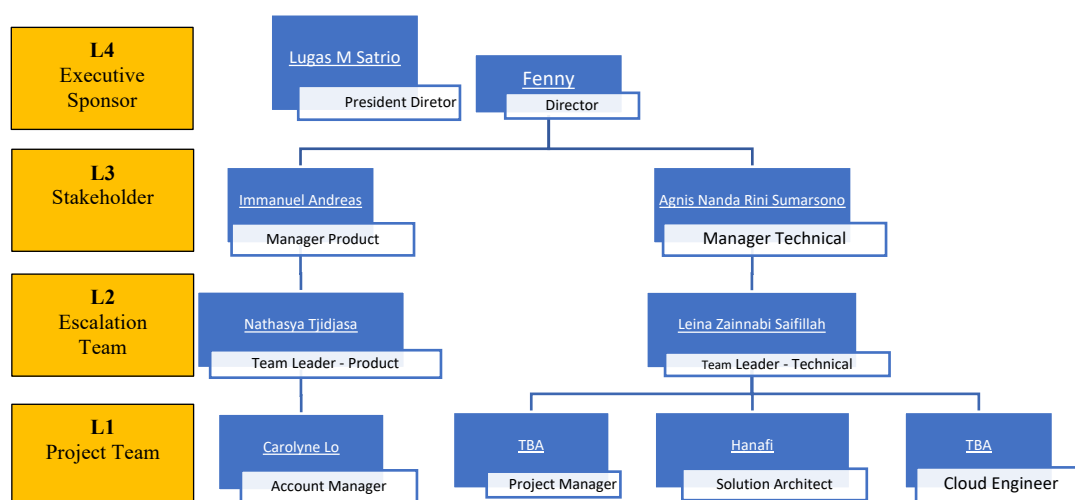 L4
Executive
Sponsor
Lugas M Satrio
President Diretor
Fenny
Director
L3
Stakeholder
Immanuel Andreas
Manager Product
Agnis Nanda Rini Sumarsono
Manager Technical
L2
Escalation
Team
Nathasya Tjidjasa
Team Leader - Product
Leina Zainnabi Saifillah
Team Leader - Technical
L1
Project Team
Carolyne Lo
Account Manager
TBA
Project Manager
Hanafi
Solution Architect
TBA
Cloud Engineer